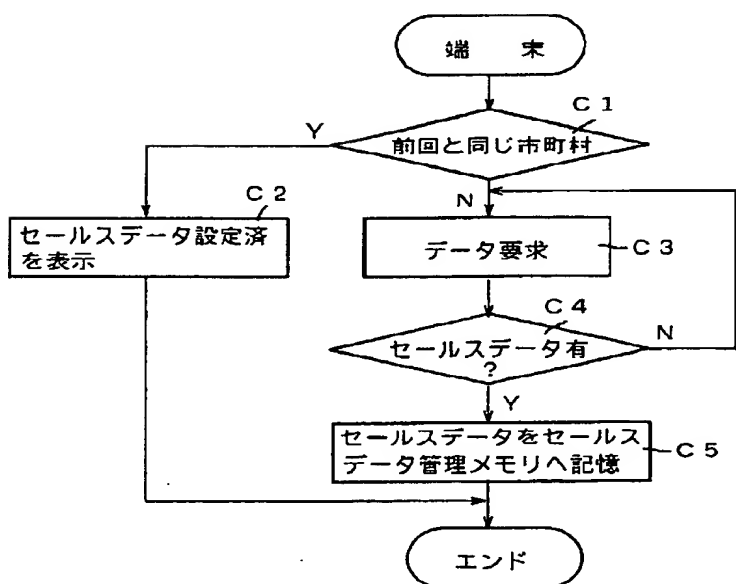 端　末
C1
前回と同じ市町村
Y
N
C2
セールスデータ設定済
を表示
データ要求
C3
C4
セールスデータ有
?
N
Y
セールスデータをセールス
データ管理メモリへ記憶
C5
エンド